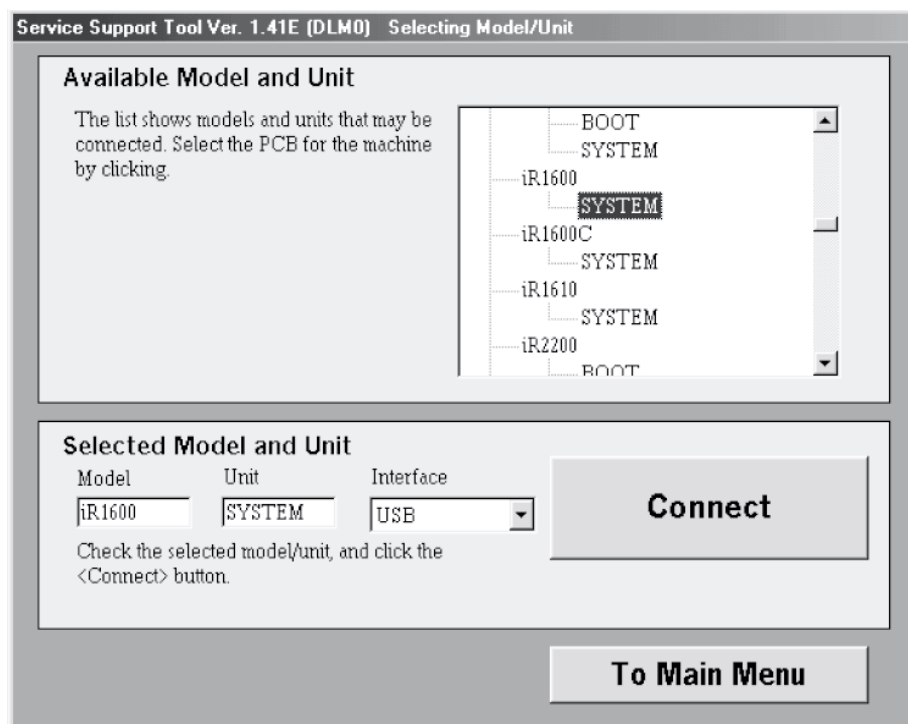 Service Support Tool Ver. 1.41E (DLM0) Selecting Model/Unit
Available Model and Unit
The list shows models and units that may be
connected. Select the PCB for the machine
by clicking.
BOOT
SYSTEM
iR1600
SYSTEM
iR1600C
SYSTEM
iR1610
SYSTEM
iR2200
BOOT
Selected Model and Unit
Model Unit Interface
iR1600 SYSTEM USB
Check the selected model/unit, and click the
<Connect> button.
Connect
To Main Menu